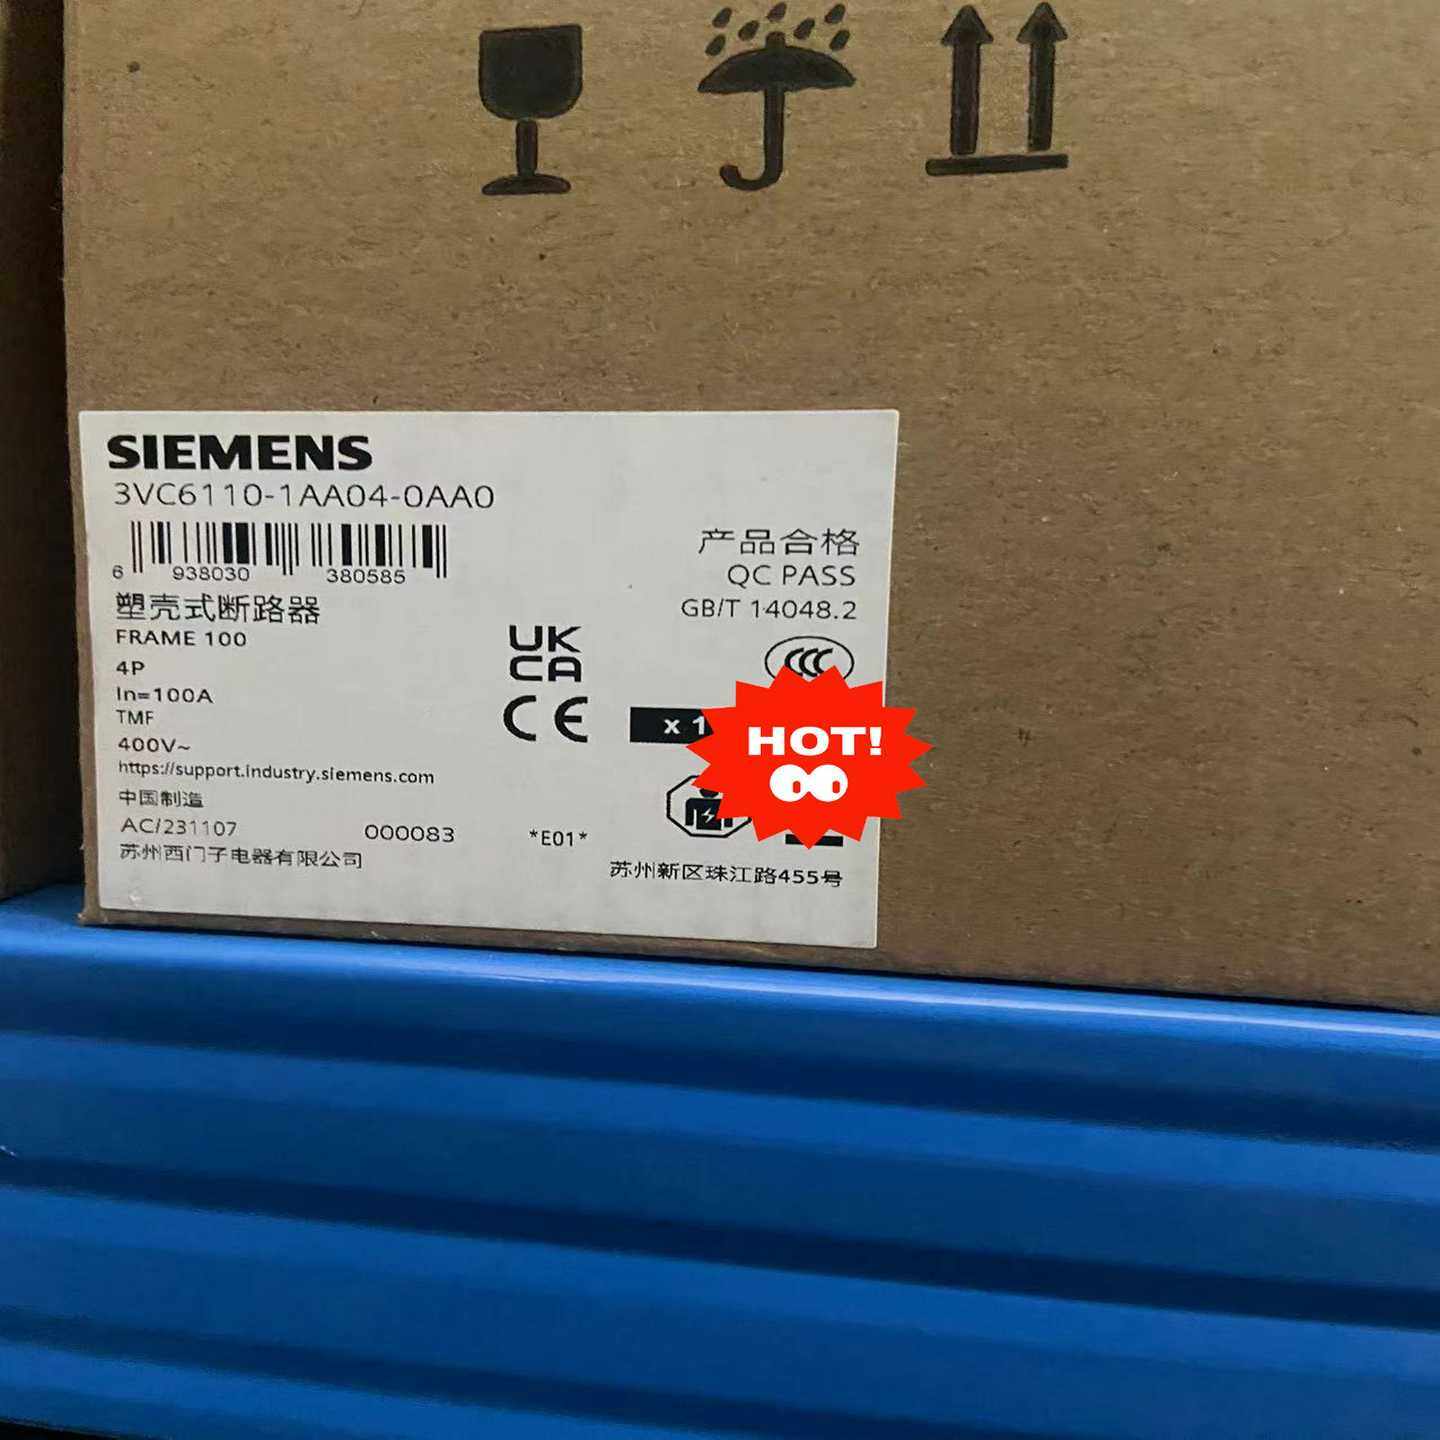 SIEMENS
3VC6110-1AA04-0AA0
6 938030 380585
产品合格
QC PASS
GB/T 14048.2
塑壳式断路器
FRAME 100
4P
In=100A
TMF
400V~
https://support.industry.siemens.com
中国制造
AC/231107
000083
*E01*
苏州西门子电器有限公司
苏州新区珠江路455号
UK
CA
CE
CCC
x 1
HOT!